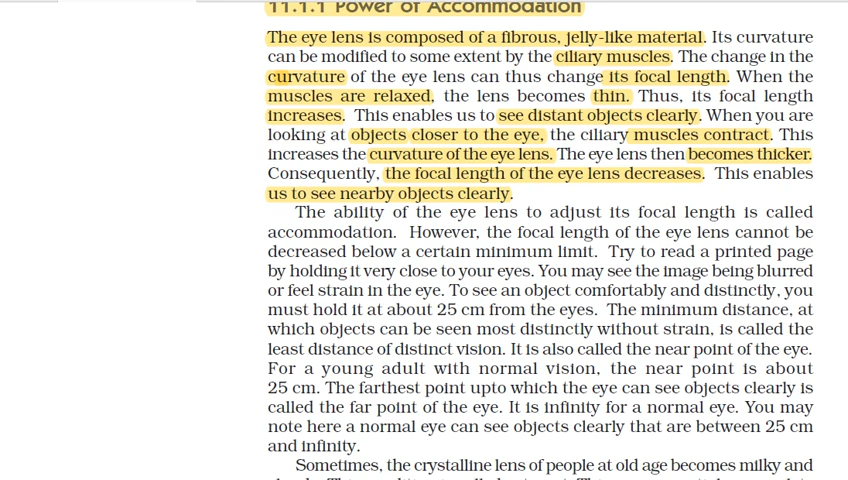 11.1.1 Power of Accommodation
The eye lens is composed of a fibrous, jelly-like material. Its curvature
can be modified to some extent by the ciliary muscles. The change in the
curvature of the eye lens can thus change its focal length. When the
muscles are relaxed, the lens becomes thin. Thus, its focal length
increases. This enables us to see distant objects clearly. When you are
looking at objects closer to the eye, the ciliary muscles contract. This
increases the curvature of the eye lens. The eye lens then becomes thicker.
Consequently, the focal length of the eye lens decreases. This enables
us to see nearby objects clearly.
The ability of the eye lens to adjust its focal length is called
accommodation. However, the focal length of the eye lens cannot be
decreased below a certain minimum limit. Try to read a printed page
by holding it very close to your eyes. You may see the image being blurred
or feel strain in the eye. To see an object comfortably and distinctly, you
must hold it at about 25 cm from the eyes. The minimum distance, at
which objects can be seen most distinctly without strain, is called the
least distance of distinct vision. It is also called the near point of the eye.
For a young adult with normal vision, the near point is about
25 cm. The farthest point upto which the eye can see objects clearly is
called the far point of the eye. It is infinity for a normal eye. You may
note here a normal eye can see objects clearly that are between 25 cm
and infinity.
Sometimes, the crystalline lens of people at old age becomes milky and